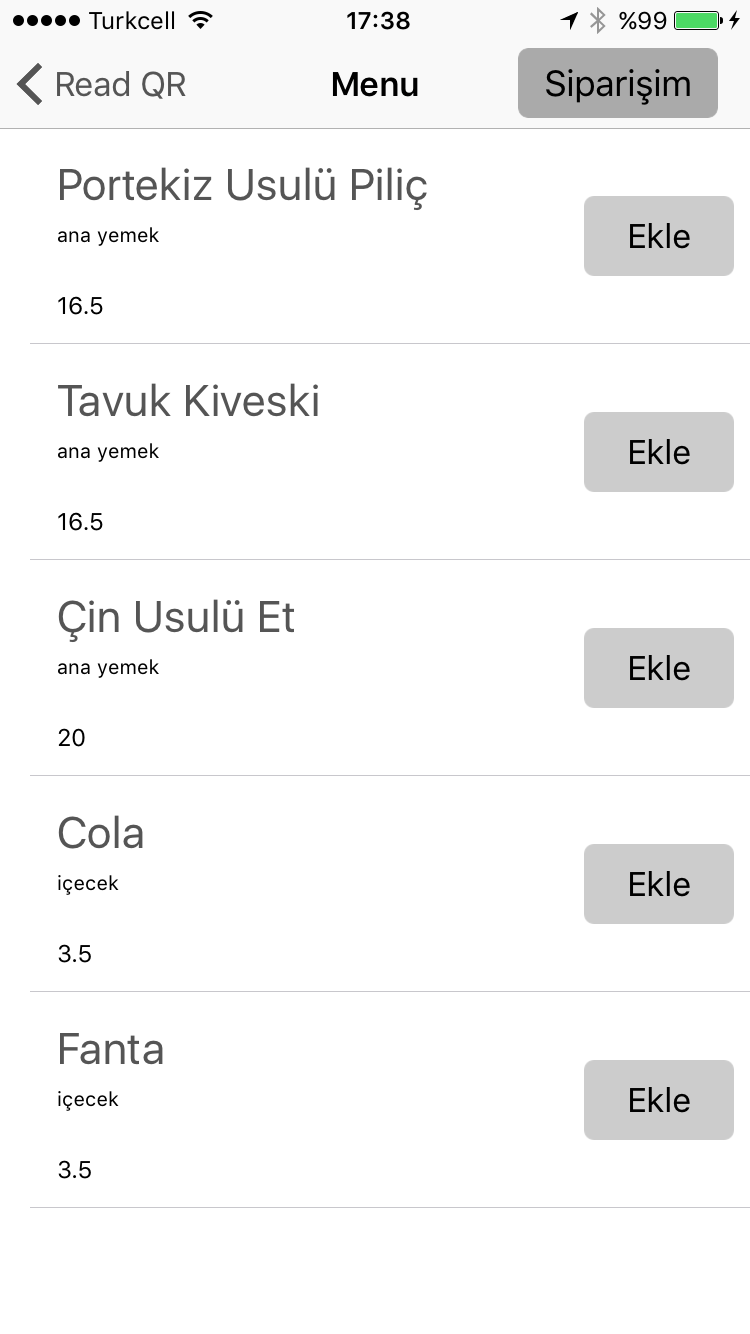 Turkcell 17:38 %99
Read QR Menu Siparişim
Portekiz Usulü Piliç
ana yemek
Ekle
16.5
Tavuk Kiveski
ana yemek
Ekle
16.5
Çin Usulü Et
ana yemek
Ekle
20
Cola
içecek
Ekle
3.5
Fanta
içecek
Ekle
3.5